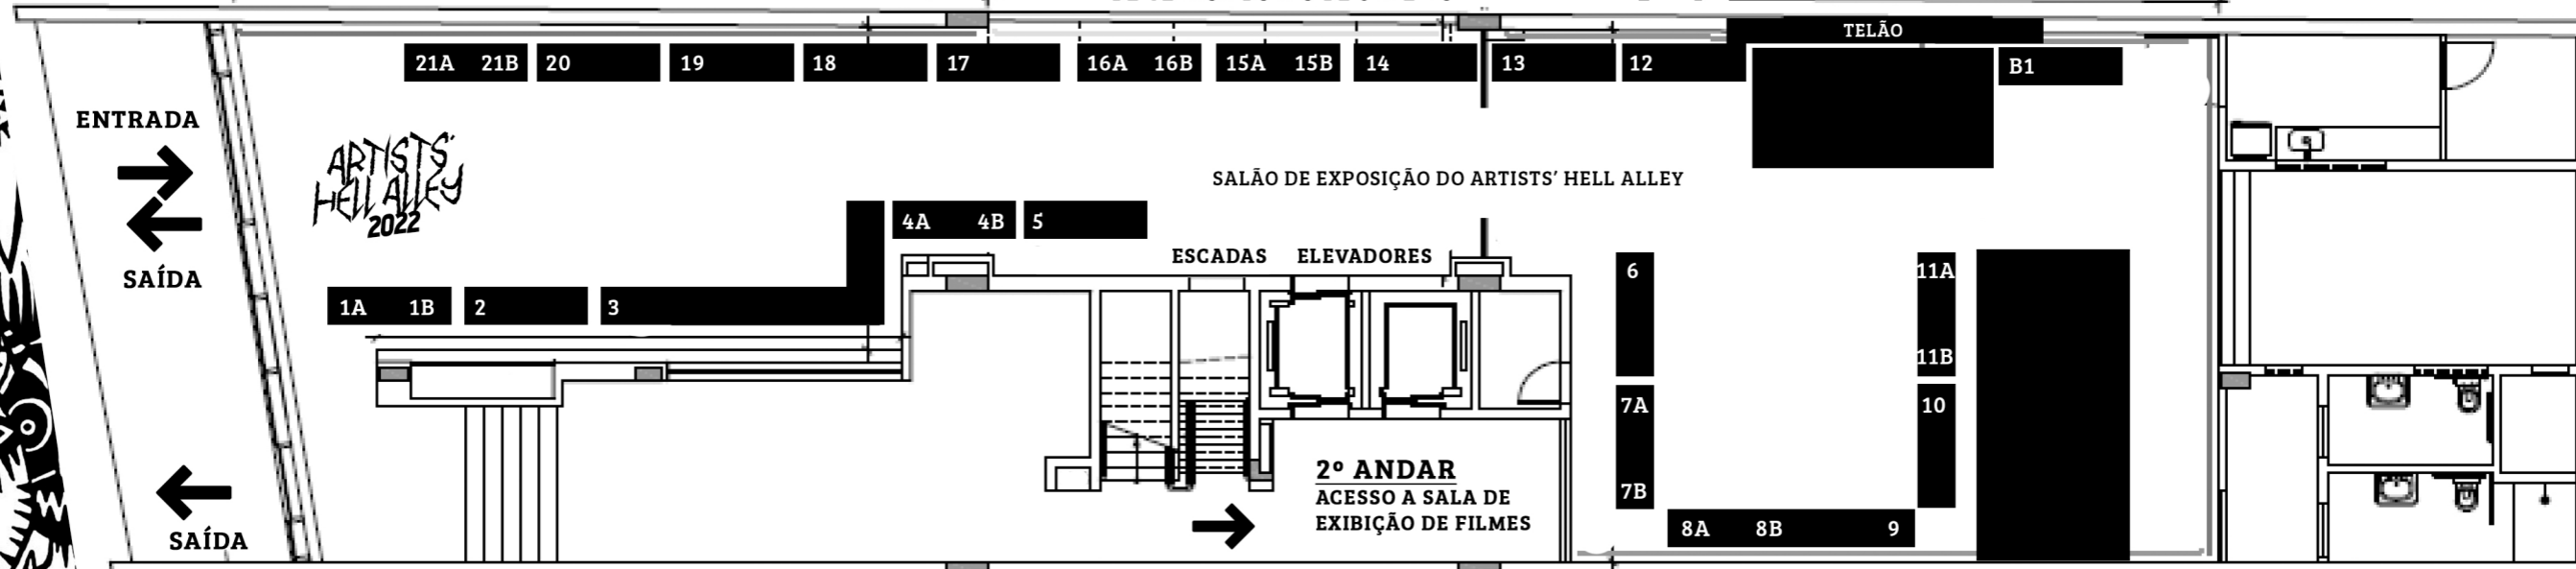 TELÃO
21A 21B 20 19 18 17 16A 16B 15A 15B 14 13 12 B1
ENTRADA
ARTISTS'
HELL ALLEY
2022
SAÍDA
SALÃO DE EXPOSIÇÃO DO ARTISTS' HELL ALLEY
4A 4B 5
ESCADAS ELEVADORES
1A 1B 2 3
6
7A
7B
8A 8B 9
11A
11B
10
2º ANDAR
ACESSO A SALA DE
EXIBIÇÃO DE FILMES
SAÍDA